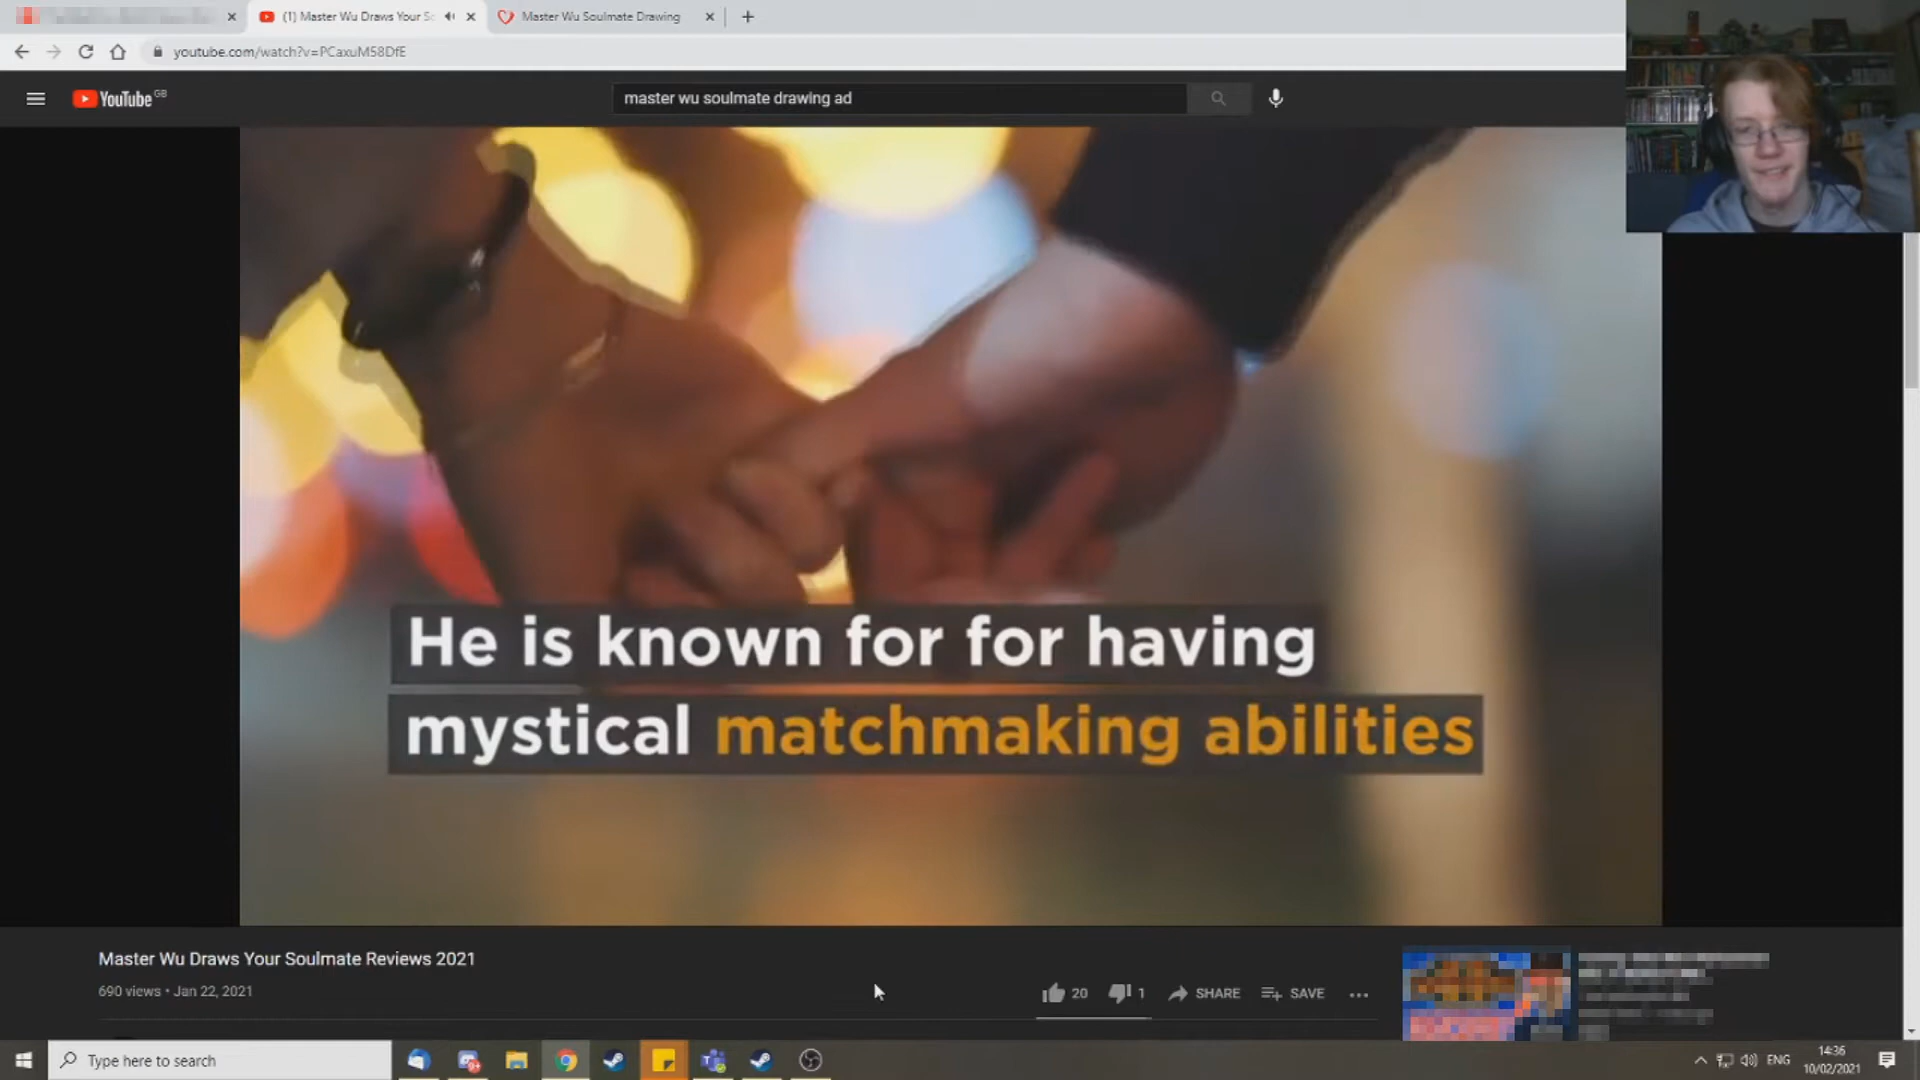 (1) Master Wu Draws Your So
Master Wu Soulmate Drawing
youtube.com/watch?v=PCaxuM58DfE
YouTube GB
master wu soulmate drawing ad
He is known for for having
mystical matchmaking abilities
Master Wu Draws Your Soulmate Reviews 2021
690 views • Jan 22, 2021
20
1
SHARE
SAVE
Type here to search
ENG
14:36
10/02/2021